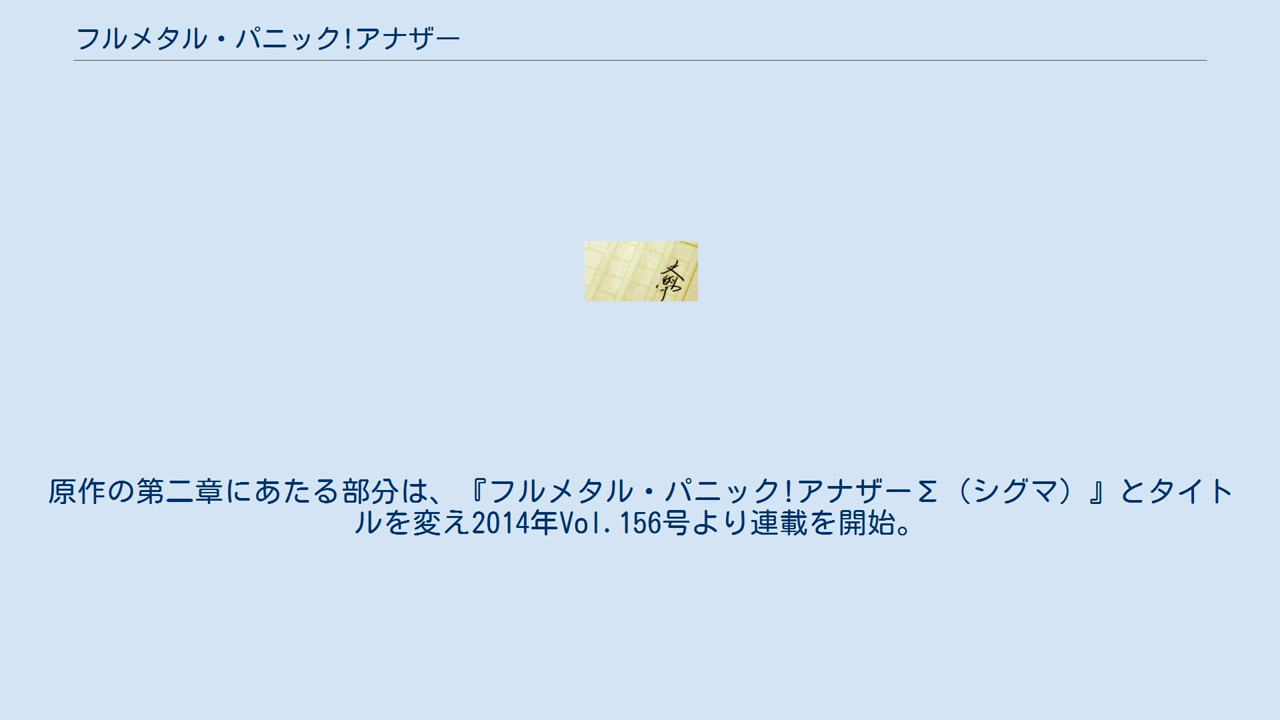 フルメタル・パニック!アナザー
原作の第二章にあたる部分は、『フルメタル・パニック!アナザーΣ（シグマ）』とタイト
ルを変え2014年Vol.156号より連載を開始。